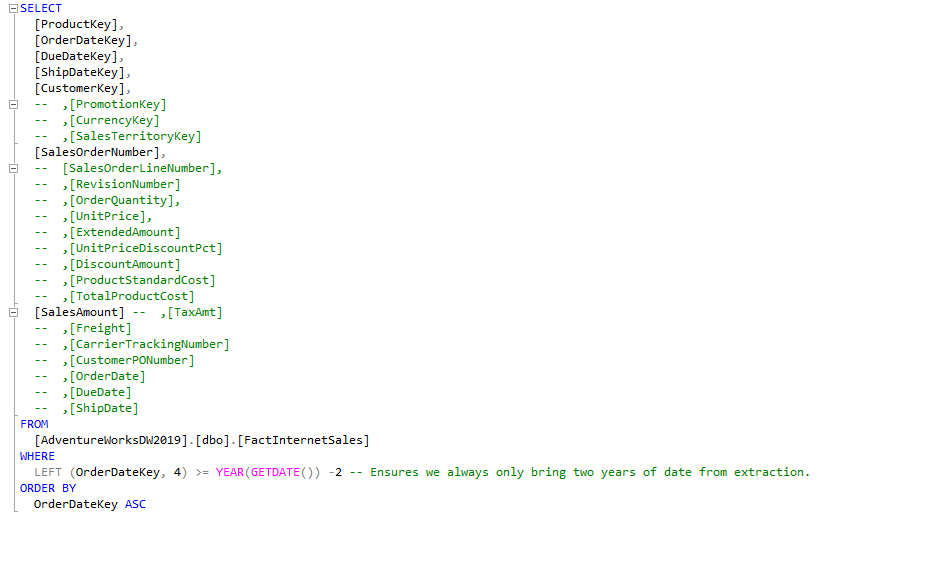 SELECT
[ProductKey],
[OrderDateKey],
[DueDateKey],
[ShipDateKey],
[CustomerKey],
--  ,[PromotionKey]
--  ,[CurrencyKey]
--  ,[SalesTerritoryKey]
[SalesOrderNumber],
--  [SalesOrderLineNumber],
--  ,[RevisionNumber]
--  ,[OrderQuantity],
--  ,[UnitPrice],
--  ,[ExtendedAmount]
--  ,[UnitPriceDiscountPct]
--  ,[DiscountAmount]
--  ,[ProductStandardCost]
--  ,[TotalProductCost]
[SalesAmount] --  ,[TaxAmt]
--  ,[Freight]
--  ,[CarrierTrackingNumber]
--  ,[CustomerPONumber]
--  ,[OrderDate]
--  ,[DueDate]
--  ,[ShipDate]
FROM
[AdventureWorksDW2019].[dbo].[FactInternetSales]
WHERE
LEFT (OrderDateKey, 4) >= YEAR(GETDATE()) -2 -- Ensures we always only bring two years of date from extraction.
ORDER BY
OrderDateKey ASC